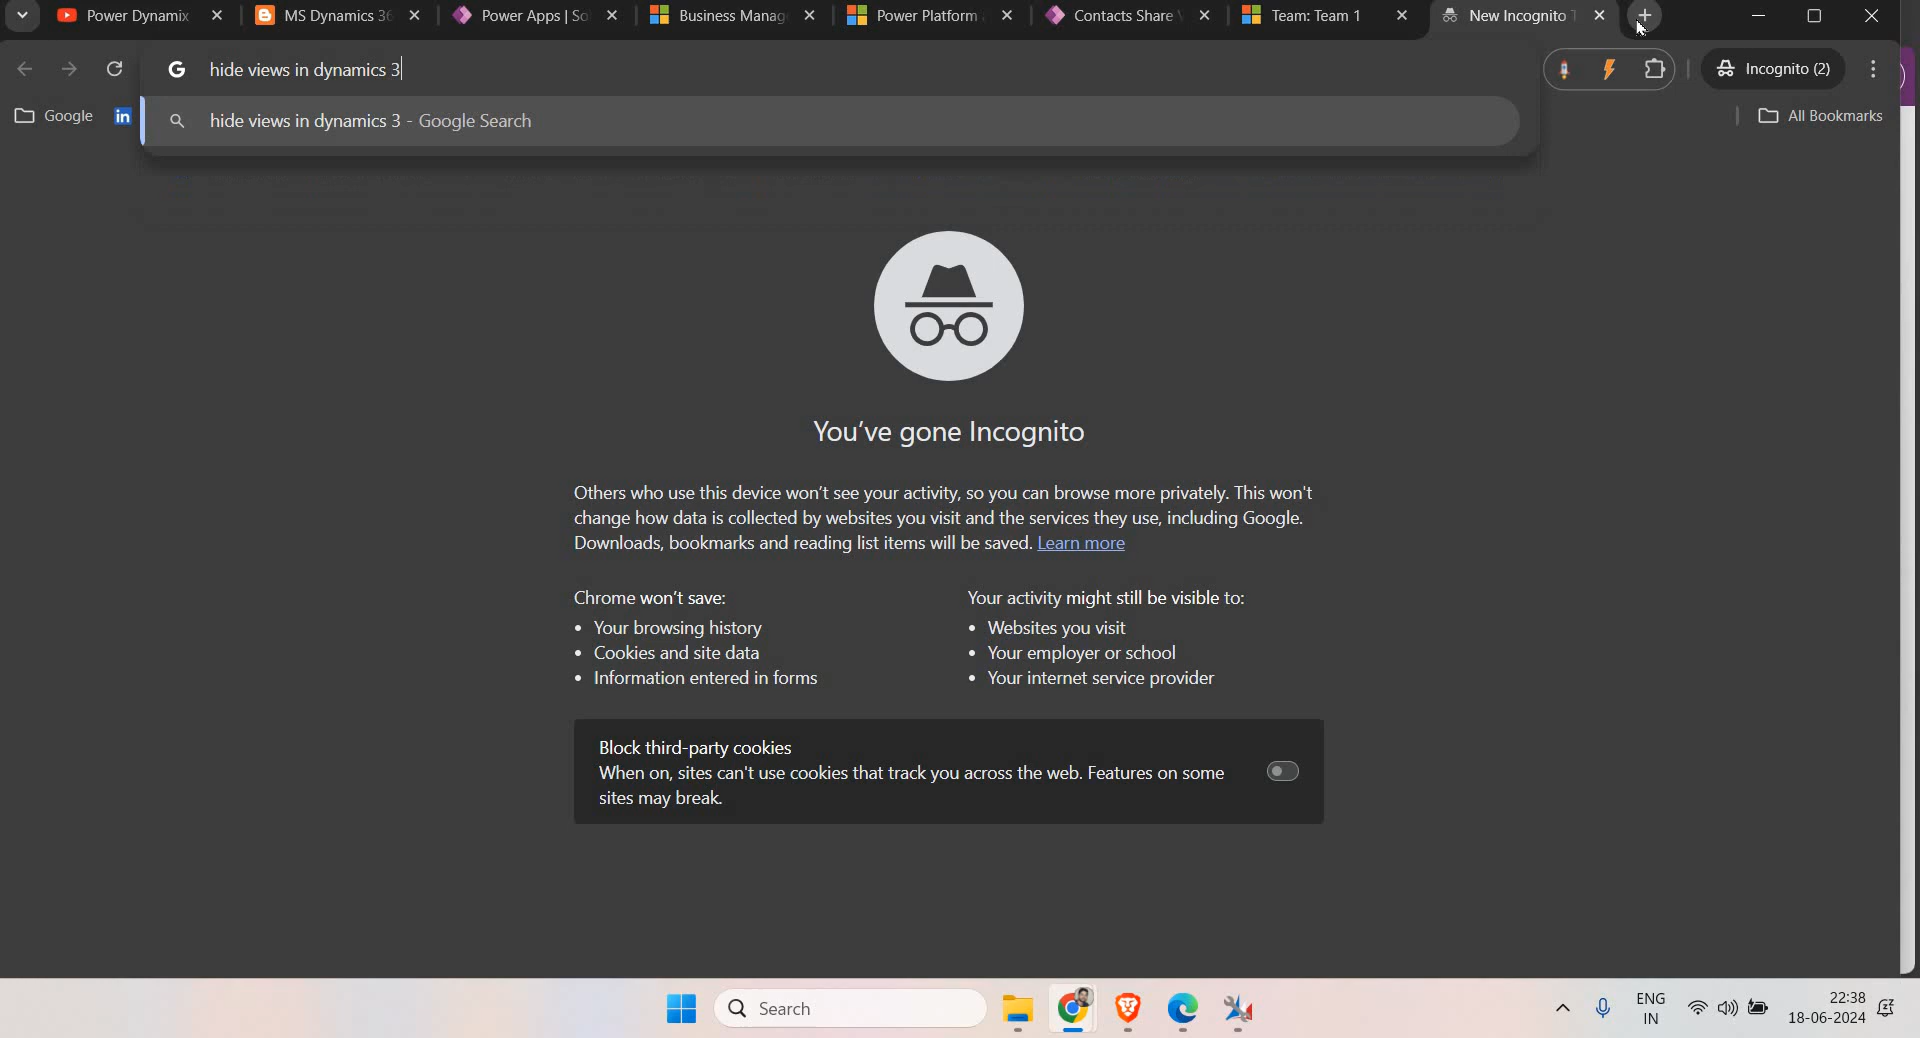 Power Dynamix
MS Dynamics 36
Power Apps | So
Business Manag
Power Platform
Contacts Share V
Team: Team 1
New Incognito T
hide views in dynamics 3
Incognito (2)
hide views in dynamics 3 - Google Search
Google
in
All Bookmarks
You've gone Incognito
Others who use this device won't see your activity, so you can browse more privately. This won't
change how data is collected by websites you visit and the services they use, including Google.
Downloads, bookmarks and reading list items will be saved. Learn more
Chrome won't save:
• Your browsing history
• Cookies and site data
• Information entered in forms
Your activity might still be visible to:
• Websites you visit
• Your employer or school
• Your internet service provider
Block third-party cookies
When on, sites can't use cookies that track you across the web. Features on some
sites may break.
Search
ENG
IN
22:38
18-06-2024